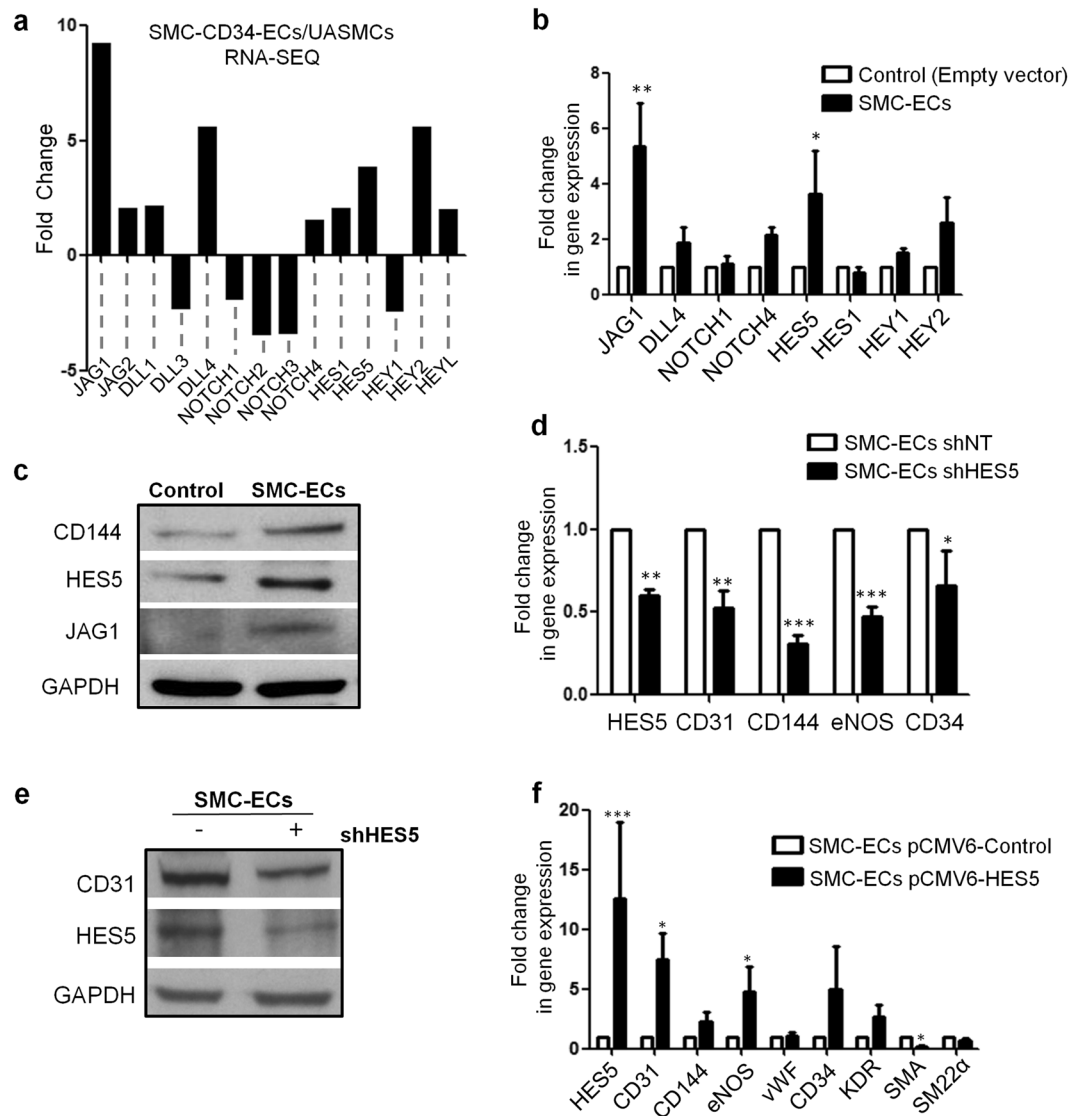 a
SMC-CD34-ECs/UASMCs
RNA-SEQ
Fold Change
10
5
0
-5
JAG1
JAG2
DLL1
DLL3
DLL4
NOTCH1
NOTCH2
NOTCH3
NOTCH4
HES1
HES5
HEY1
HEY2
HEYL
b
Control (Empty vector)
SMC-ECs
Fold change
in gene expression
8
6
4
2
0
**
*
JAG1
DLL4
NOTCH1
NOTCH4
HES5
HES1
HEY1
HEY2
c
Control SMC-ECs
CD144
HES5
JAG1
GAPDH
d
SMC-ECs shNT
SMC-ECs shHES5
Fold change
in gene expression
1.5
1.0
0.5
0.0
**
**
***
***
*
HES5 CD31 CD144 eNOS CD34
e
SMC-ECs
- + shHES5
CD31
HES5
GAPDH
f
SMC-ECs pCMV6-Control
SMC-ECs pCMV6-HES5
Fold change
in gene expression
20
15
10
5
0
***
*
*
*
HES5
CD31
CD144
eNOS
vWF
CD34
KDR
SMA
SM22α